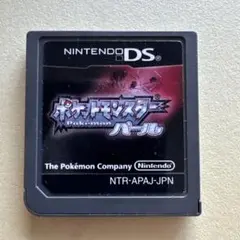 NINTENDO DS
ポケットモンスター
Pokémon
パール
The Pokémon Company Nintendo
NTR-APAJ-JPN